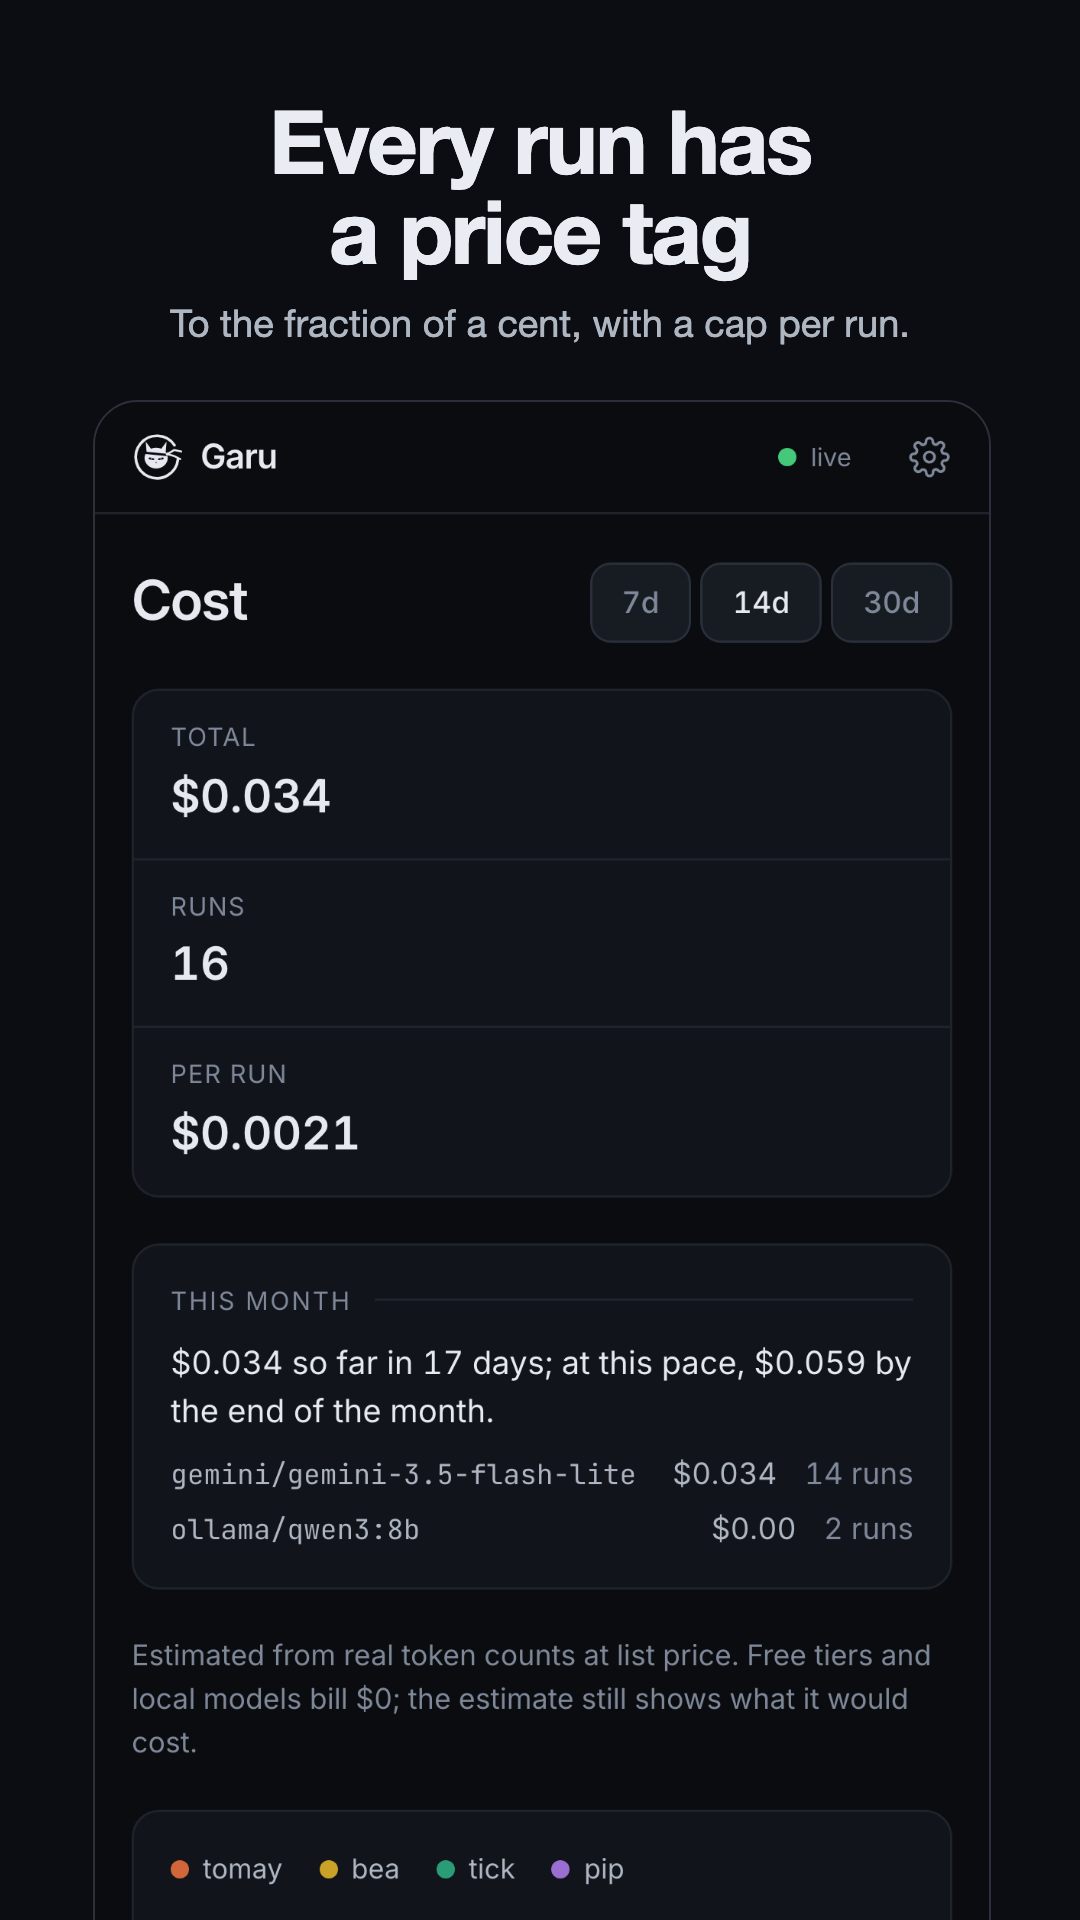 Every run has
a price tag
To the fraction of a cent, with a cap per run.
Garu
live
Cost
7d
14d
30d
TOTAL
$0.034
RUNS
16
PER RUN
$0.0021
THIS MONTH
$0.034 so far in 17 days; at this pace, $0.059 by
the end of the month.
gemini/gemini-3.5-flash-lite $0.034 14 runs
ollama/qwen3:8b $0.00 2 runs
Estimated from real token counts at list price. Free tiers and
local models bill $0; the estimate still shows what it would
cost.
tomay bea tick pip